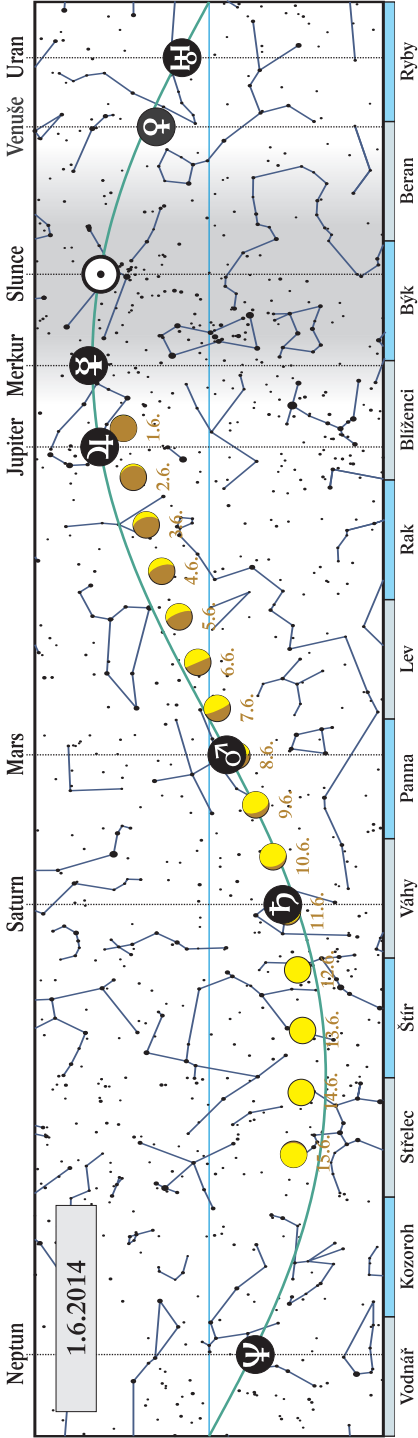 Neptun
Saturn
Mars
Jupiter
Merkur
Slunce
Venuše
Uran
1.6.2014
15.6.
14.6.
13.6.
12.6.
11.6.
10.6.
9.6.
8.6.
7.6.
6.6.
5.6.
4.6.
3.6.
2.6.
1.6.
Vodnář
Kozoroh
Střelec
Štír
Váhy
Panna
Lev
Rak
Blíženci
Býk
Beran
Ryby